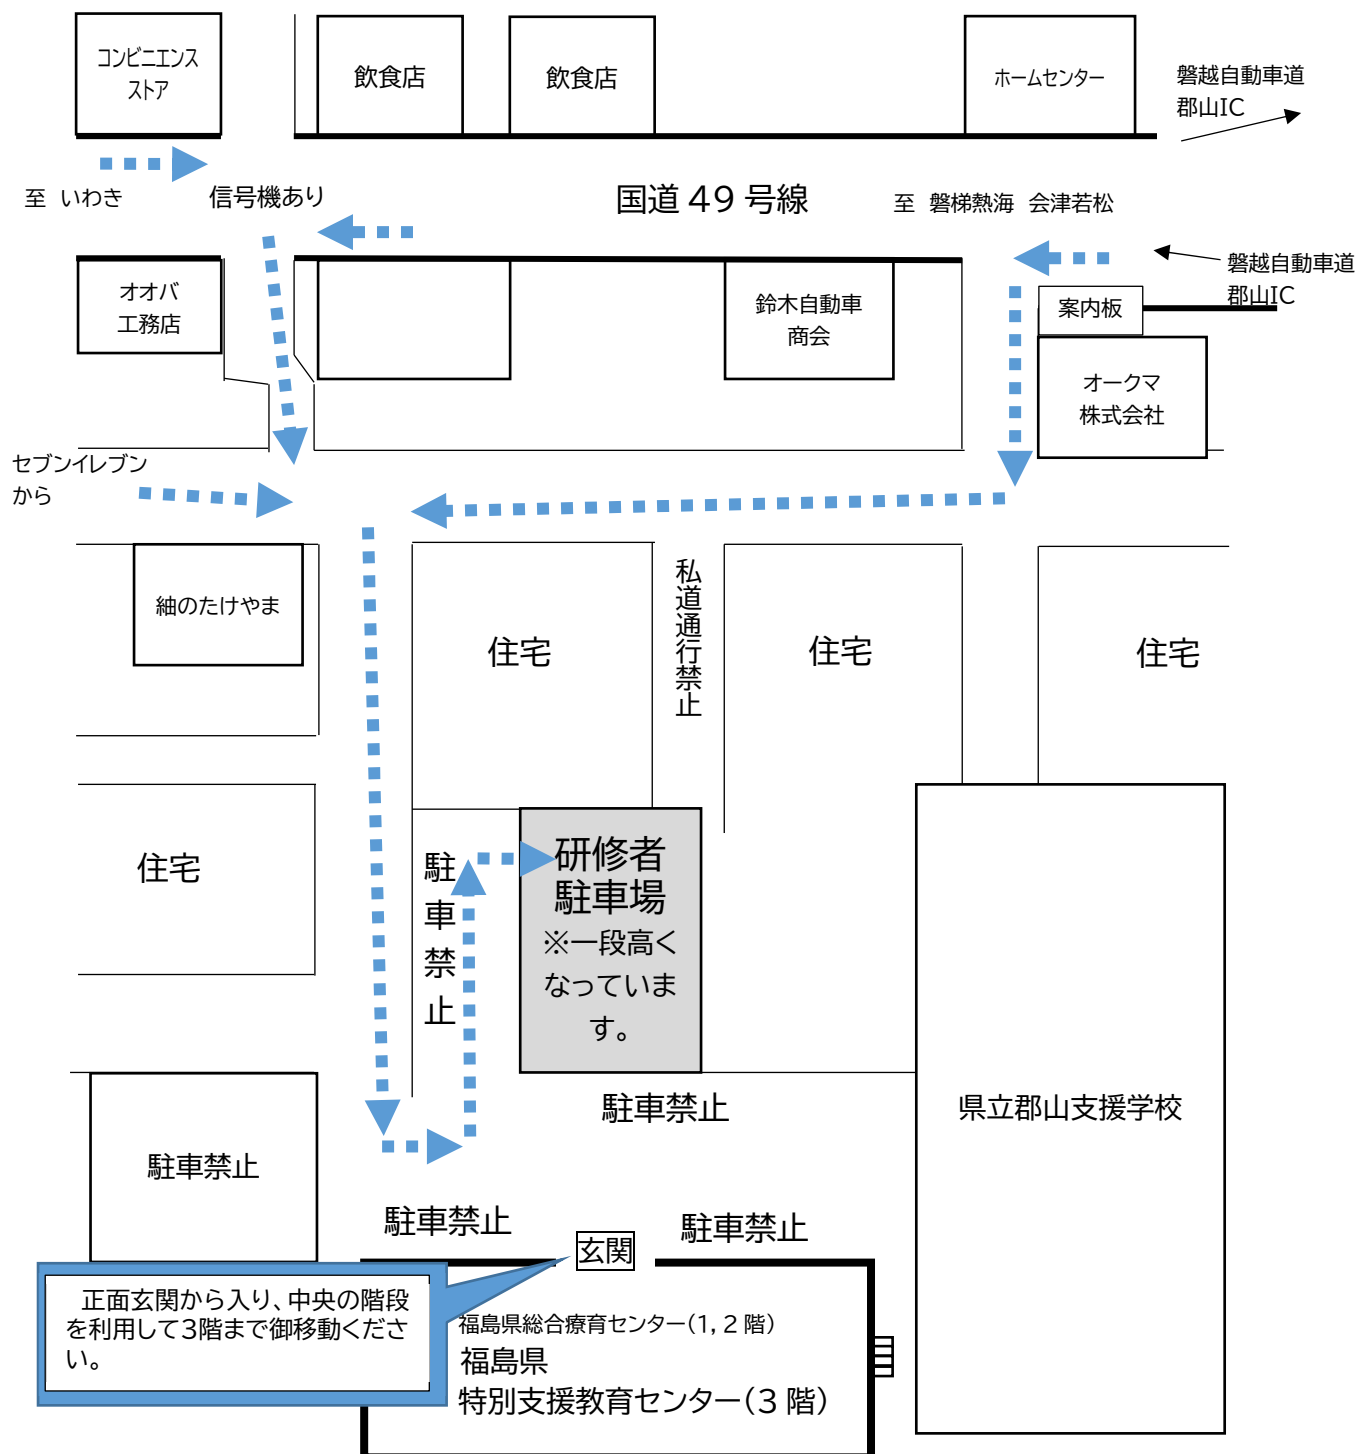 コンビニエンス
ストア
飲食店
飲食店
ホームセンター
磐越自動車道
郡山IC
至　いわき
信号機あり
国道 49 号線
至　磐梯熱海　会津若松
磐越自動車道
郡山IC
オオバ
工務店
鈴木自動車
商会
案内板
オークマ
株式会社
セブンイレブン
から
紬のたけやま
住宅
私道通行禁止
住宅
住宅
住宅
駐車禁止
研修者
駐車場
※一段高く
なっていま
す。
駐車禁止
県立郡山支援学校
駐車禁止
駐車禁止
駐車禁止
玄関
正面玄関から入り、中央の階段
を利用して3階まで御移動くださ
い。
福島県総合療育センター(1, 2 階)
福島県
特別支援教育センター(3 階)